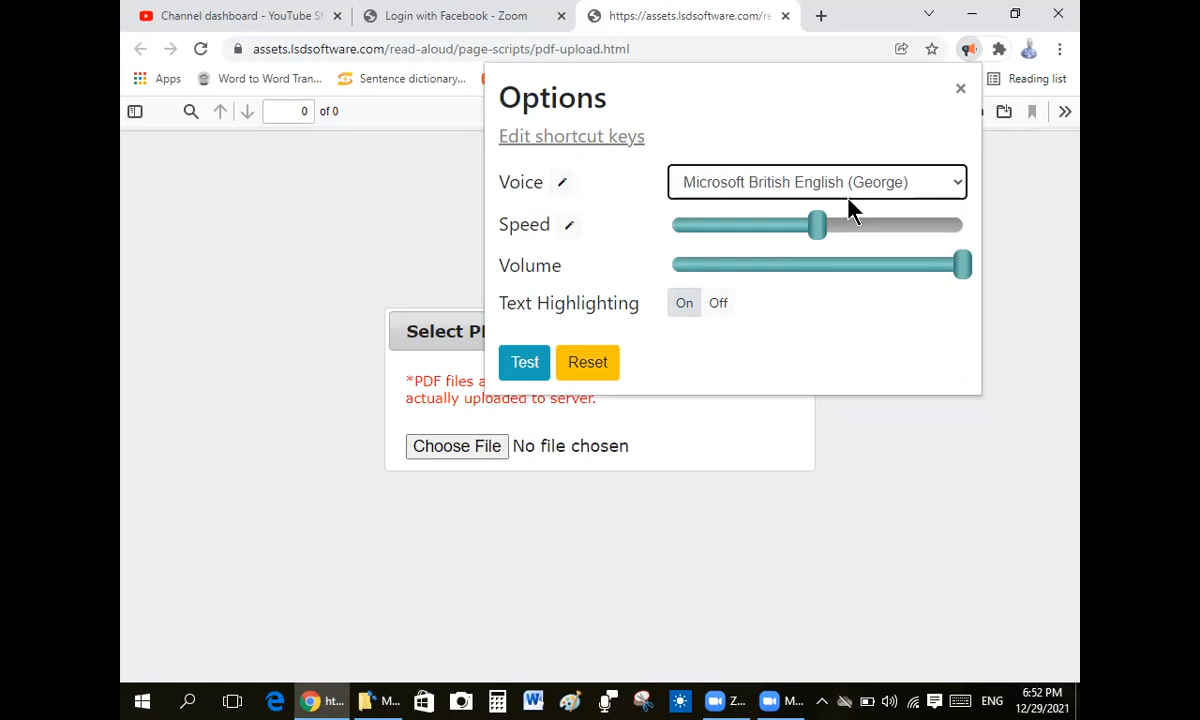 Channel dashboard - YouTube S
Login with Facebook - Zoom
https://assets.lsdsoftware.com/re
assets.lsdsoftware.com/read-aloud/page-scripts/pdf-upload.html
Apps
Word to Word Tran...
Sentence dictionary...
Reading list
0 of 0
Options
Edit shortcut keys
Voice
Microsoft British English (George)
Speed
Volume
Text Highlighting
On Off
Test
Reset
Select P
*PDF files a
actually uploaded to server.
Choose File No file chosen
ht...
M...
Z...
M...
ENG
6:52 PM
12/29/2021